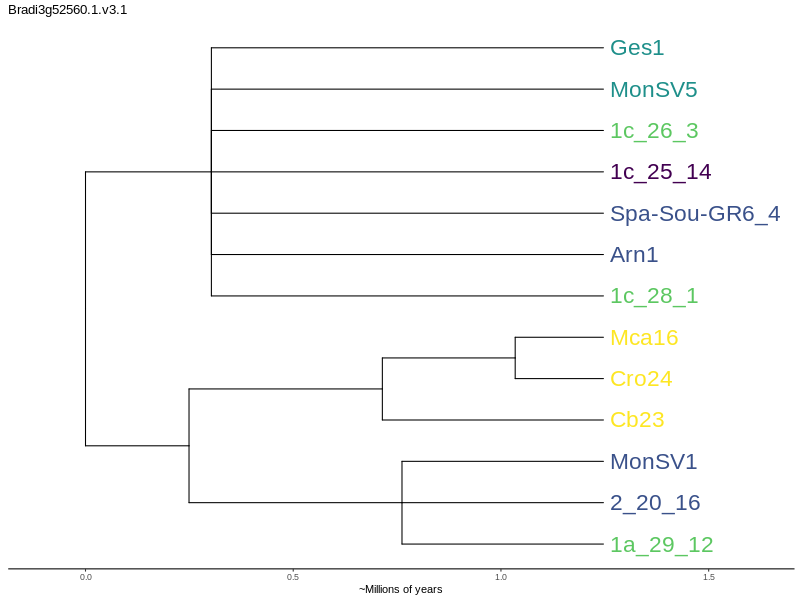 Bradi3g52560.1.v3.1
Ges1
MonSV5
1c_26_3
1c_25_14
Spa-Sou-GR6_4
Arn1
1c_28_1
Mca16
Cro24
Cb23
MonSV1
2_20_16
1a_29_12
0.0 0.5 1.0 1.5
~Millions of years